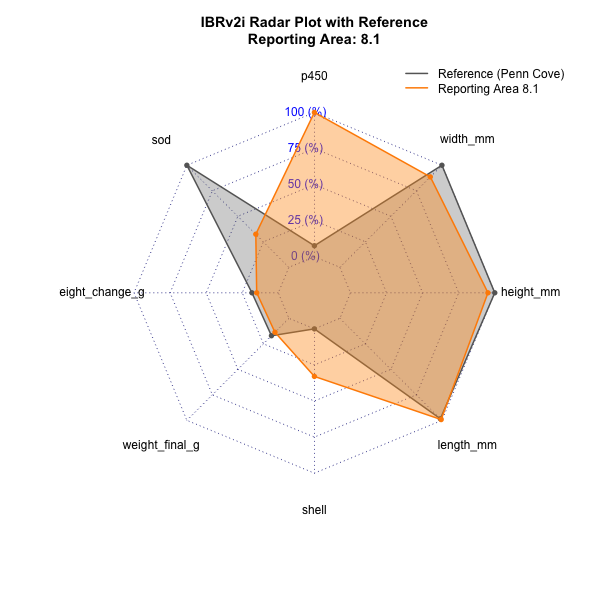 IBRv2i Radar Plot with Reference
Reporting Area: 8.1
p450
Reference (Penn Cove)
Reporting Area 8.1
100 (%)
sod
width_mm
75 (%)
50 (%)
25 (%)
0 (%)
eight_change_g
height_mm
weight_final_g
length_mm
shell